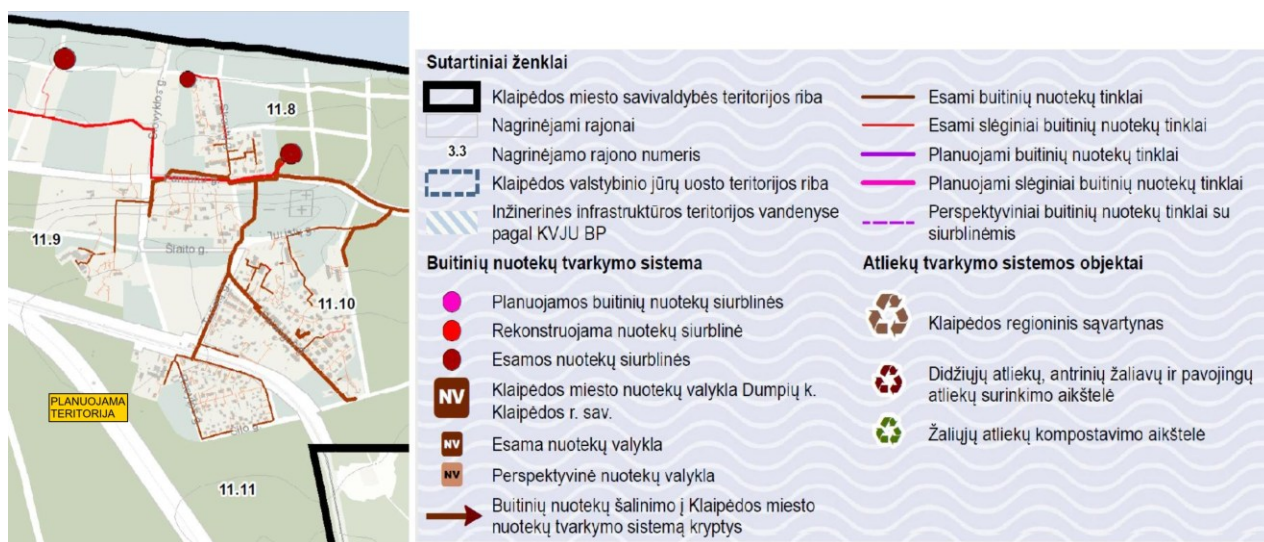 11.8
11.9
Šlaito g.
11.10
PLANUOJAMA
TERITORIJA
11.11
Sutartiniai ženklai
Klaipėdos miesto savivaldybės teritorijos riba
Nagrinėjami rajonai
3.3
Nagrinėjamo rajono numeris
Klaipėdos valstybinio jūrų uosto teritorijos riba
Inžinerinės infrastruktūros teritorijos vandenyse
pagal KVJU BP
Buitinių nuotekų tvarkymo sistema
Planuojamos buitinių nuotekų siurblinės
Rekonstruojama nuotekų siurblinė
Esamos nuotekų siurblinės
NV
Klaipėdos miesto nuotekų valykla Dumpių k.
Klaipėdos r. sav.
NV
Esama nuotekų valykla
NV
Perspektyvinė nuotekų valykla
Buitinių nuotekų šalinimo į Klaipėdos miesto
nuotekų tvarkymo sistemą kryptys
Esami buitinių nuotekų tinklai
Esami slėginiai buitinių nuotekų tinklai
Planuojami buitinių nuotekų tinklai
Planuojami slėginiai buitinių nuotekų tinklai
Perspektyviniai buitinių nuotekų tinklai su
siurblinėmis
Atliekų tvarkymo sistemos objektai
Klaipėdos regioninis sąvartynas
Didžiųjų atliekų, antrinių žaliavų ir pavojingų
atliekų surinkimo aikštelė
Žaliųjų atliekų kompostavimo aikštelė